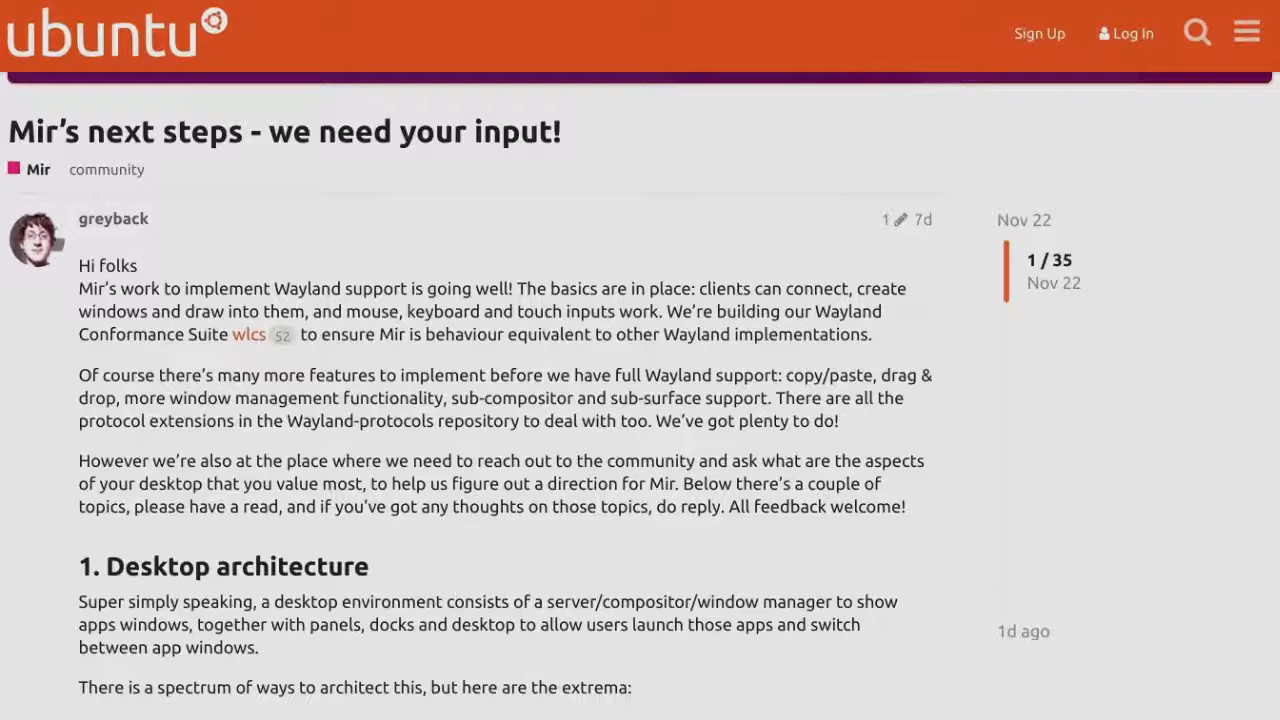 ubuntu
Sign Up
Log In
Mir’s next steps - we need your input!
Mir community
greyback
1 7d
Hi folks
Mir’s work to implement Wayland support is going well! The basics are in place: clients can connect, create
windows and draw into them, and mouse, keyboard and touch inputs work. We’re building our Wayland
Conformance Suite wlcs 52 to ensure Mir is behaviour equivalent to other Wayland implementations.
Of course there’s many more features to implement before we have full Wayland support: copy/paste, drag &
drop, more window management functionality, sub-compositor and sub-surface support. There are all the
protocol extensions in the Wayland-protocols repository to deal with too. We’ve got plenty to do!
However we’re also at the place where we need to reach out to the community and ask what are the aspects
of your desktop that you value most, to help us figure out a direction for Mir. Below there’s a couple of
topics, please have a read, and if you’ve got any thoughts on those topics, do reply. All feedback welcome!
1. Desktop architecture
Super simply speaking, a desktop environment consists of a server/compositor/window manager to show
apps windows, together with panels, docks and desktop to allow users launch those apps and switch
between app windows.
There is a spectrum of ways to architect this, but here are the extrema:
Nov 22
1 / 35
Nov 22
1d ago